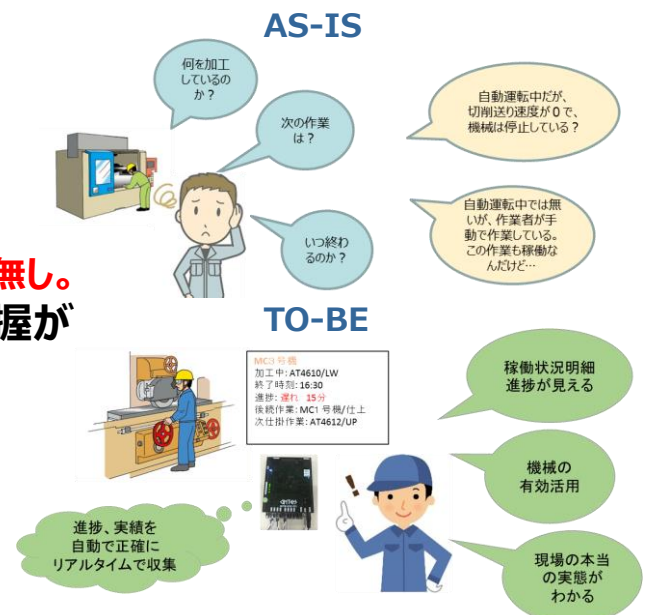 AS-IS
何を加工
しているの
か？
次の作業
は？
いつ終わ
るのか？
自動運転中だが、
切削送り速度が０で、
機械は停止している？
自動運転中では無
いが、作業者が手
動で作業している。
この作業も稼働な
んだけど…
無し。
握が
TO-BE
MC3号機
加工中: AT4610/LW
終了時刻: 16:30
進捗: 遅れ 15分
後続作業: MC1 号機/仕上
次仕掛作業: AT4612/UP
進捗、実績を
自動で正確に
リアルタイムで収集
稼働状況明細
進捗が見える
機械の
有効活用
現場の本当
の実態が
わかる